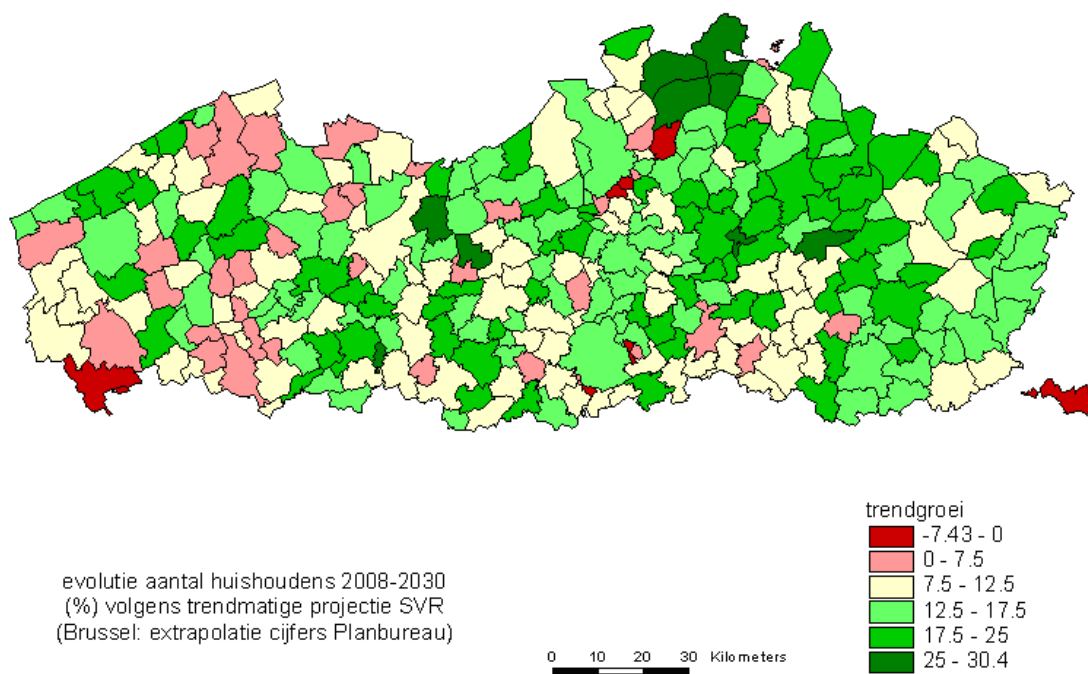 trendgroei
-7.43 - 0
0 - 7.5
7.5 - 12.5
12.5 - 17.5
17.5 - 25
25 - 30.4
evolutie aantal huishoudens 2008-2030
(%) volgens trendmatige projectie SVR
(Brussel: extrapolatie cijfers Planbureau)
0 10 20 30 Kilometers